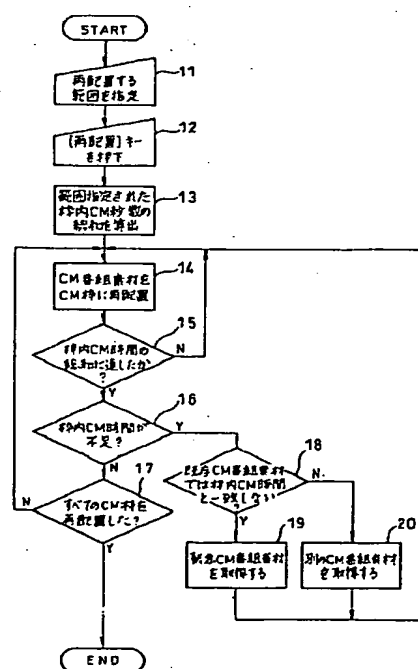 START
再配置する
範囲を指定
11
[再配置]キー
を押下
12
範囲指定された
枠内CM秒数の
総和を算出
13
CM番組素材を
CM枠に再配置
14
枠内CM時間の
総和に達したか
?
15
N
Y
枠内CM時間が
不足?
16
Y
N
すべてのCM枠を
再配置した?
17
N
Y
既存CM番組素材
では枠内CM時間
と一致しない
?
18
N
Y
CM番組素材
を取得する
19
別のCM番組素材
を取得する
20
END